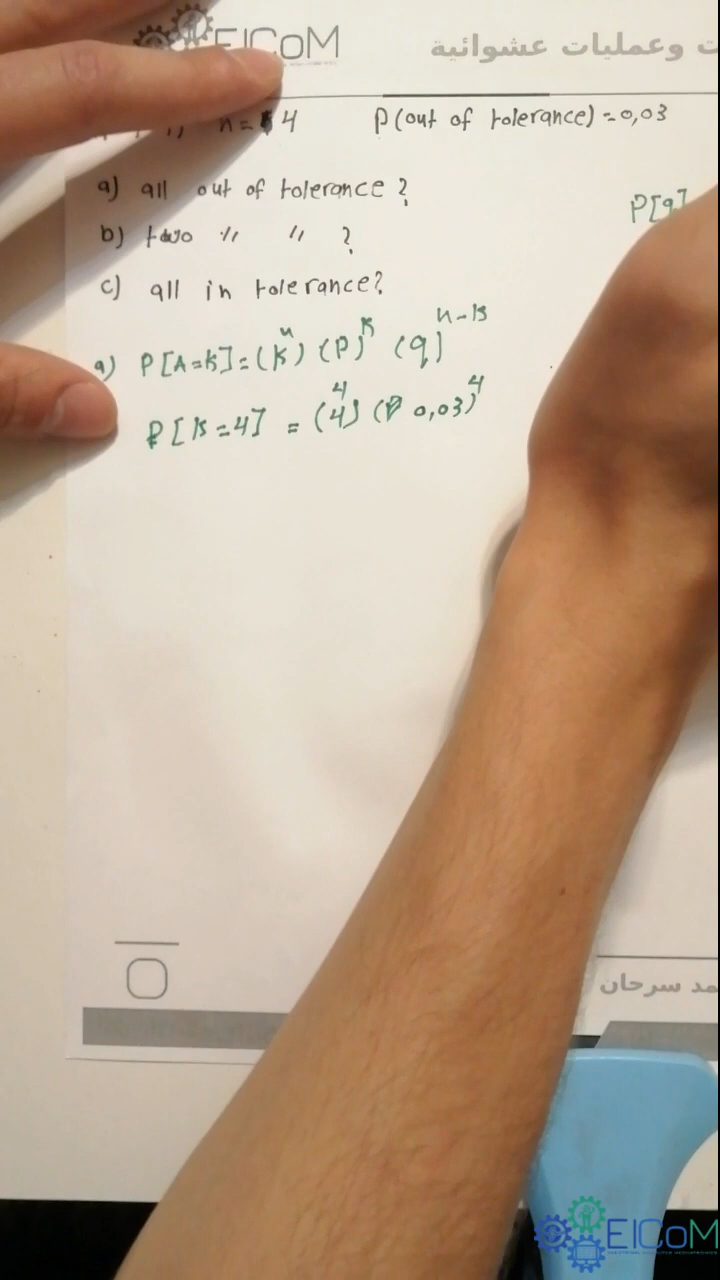 EICoM ت وعمليات عشوائية
n = 4 P(out of tolerance) = 0,03
a) all out of tolerance ?
P[q]
b) two " " ?
c) all in tolerance?
a) P[A=k] = (n k) (P)^k (q)^n-k
P[k=4] = (4 4) (0,03)^4
مد سرحان
EICoM